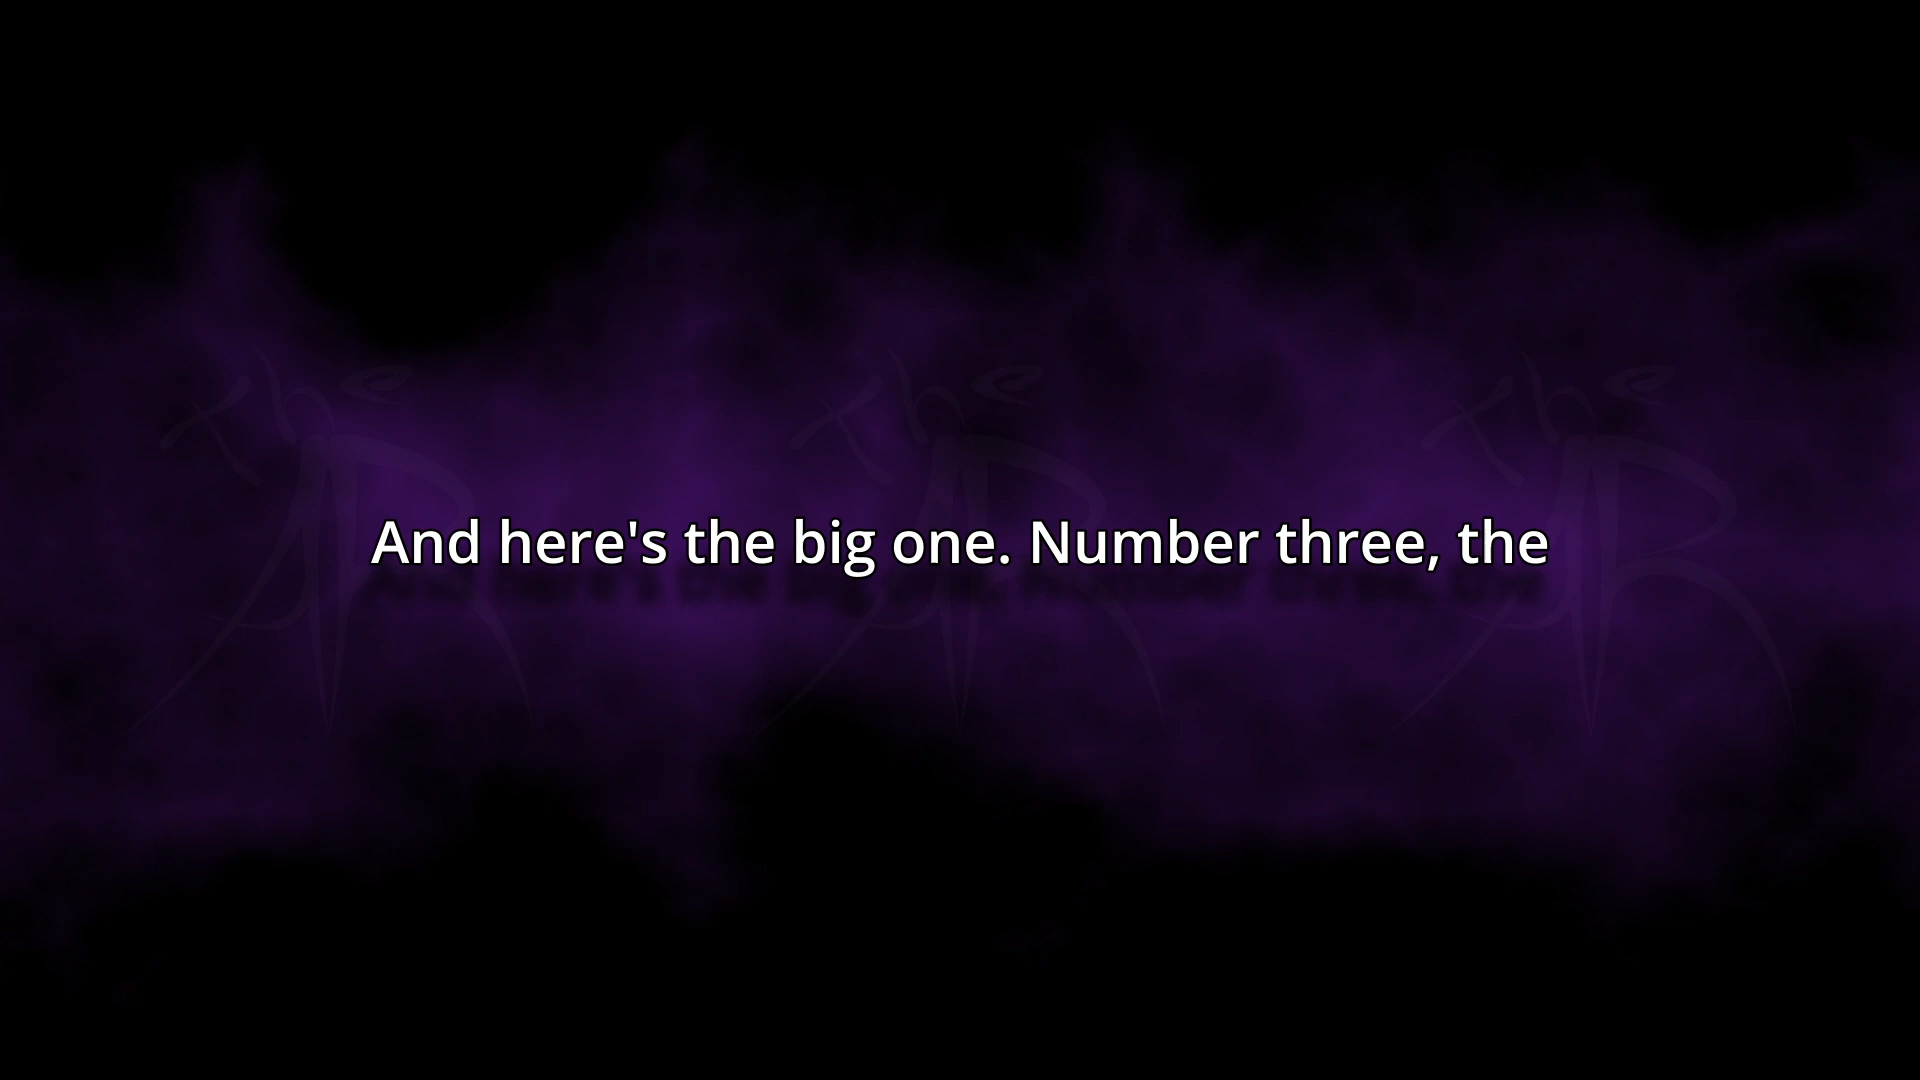 And here's the big one. Number three, the